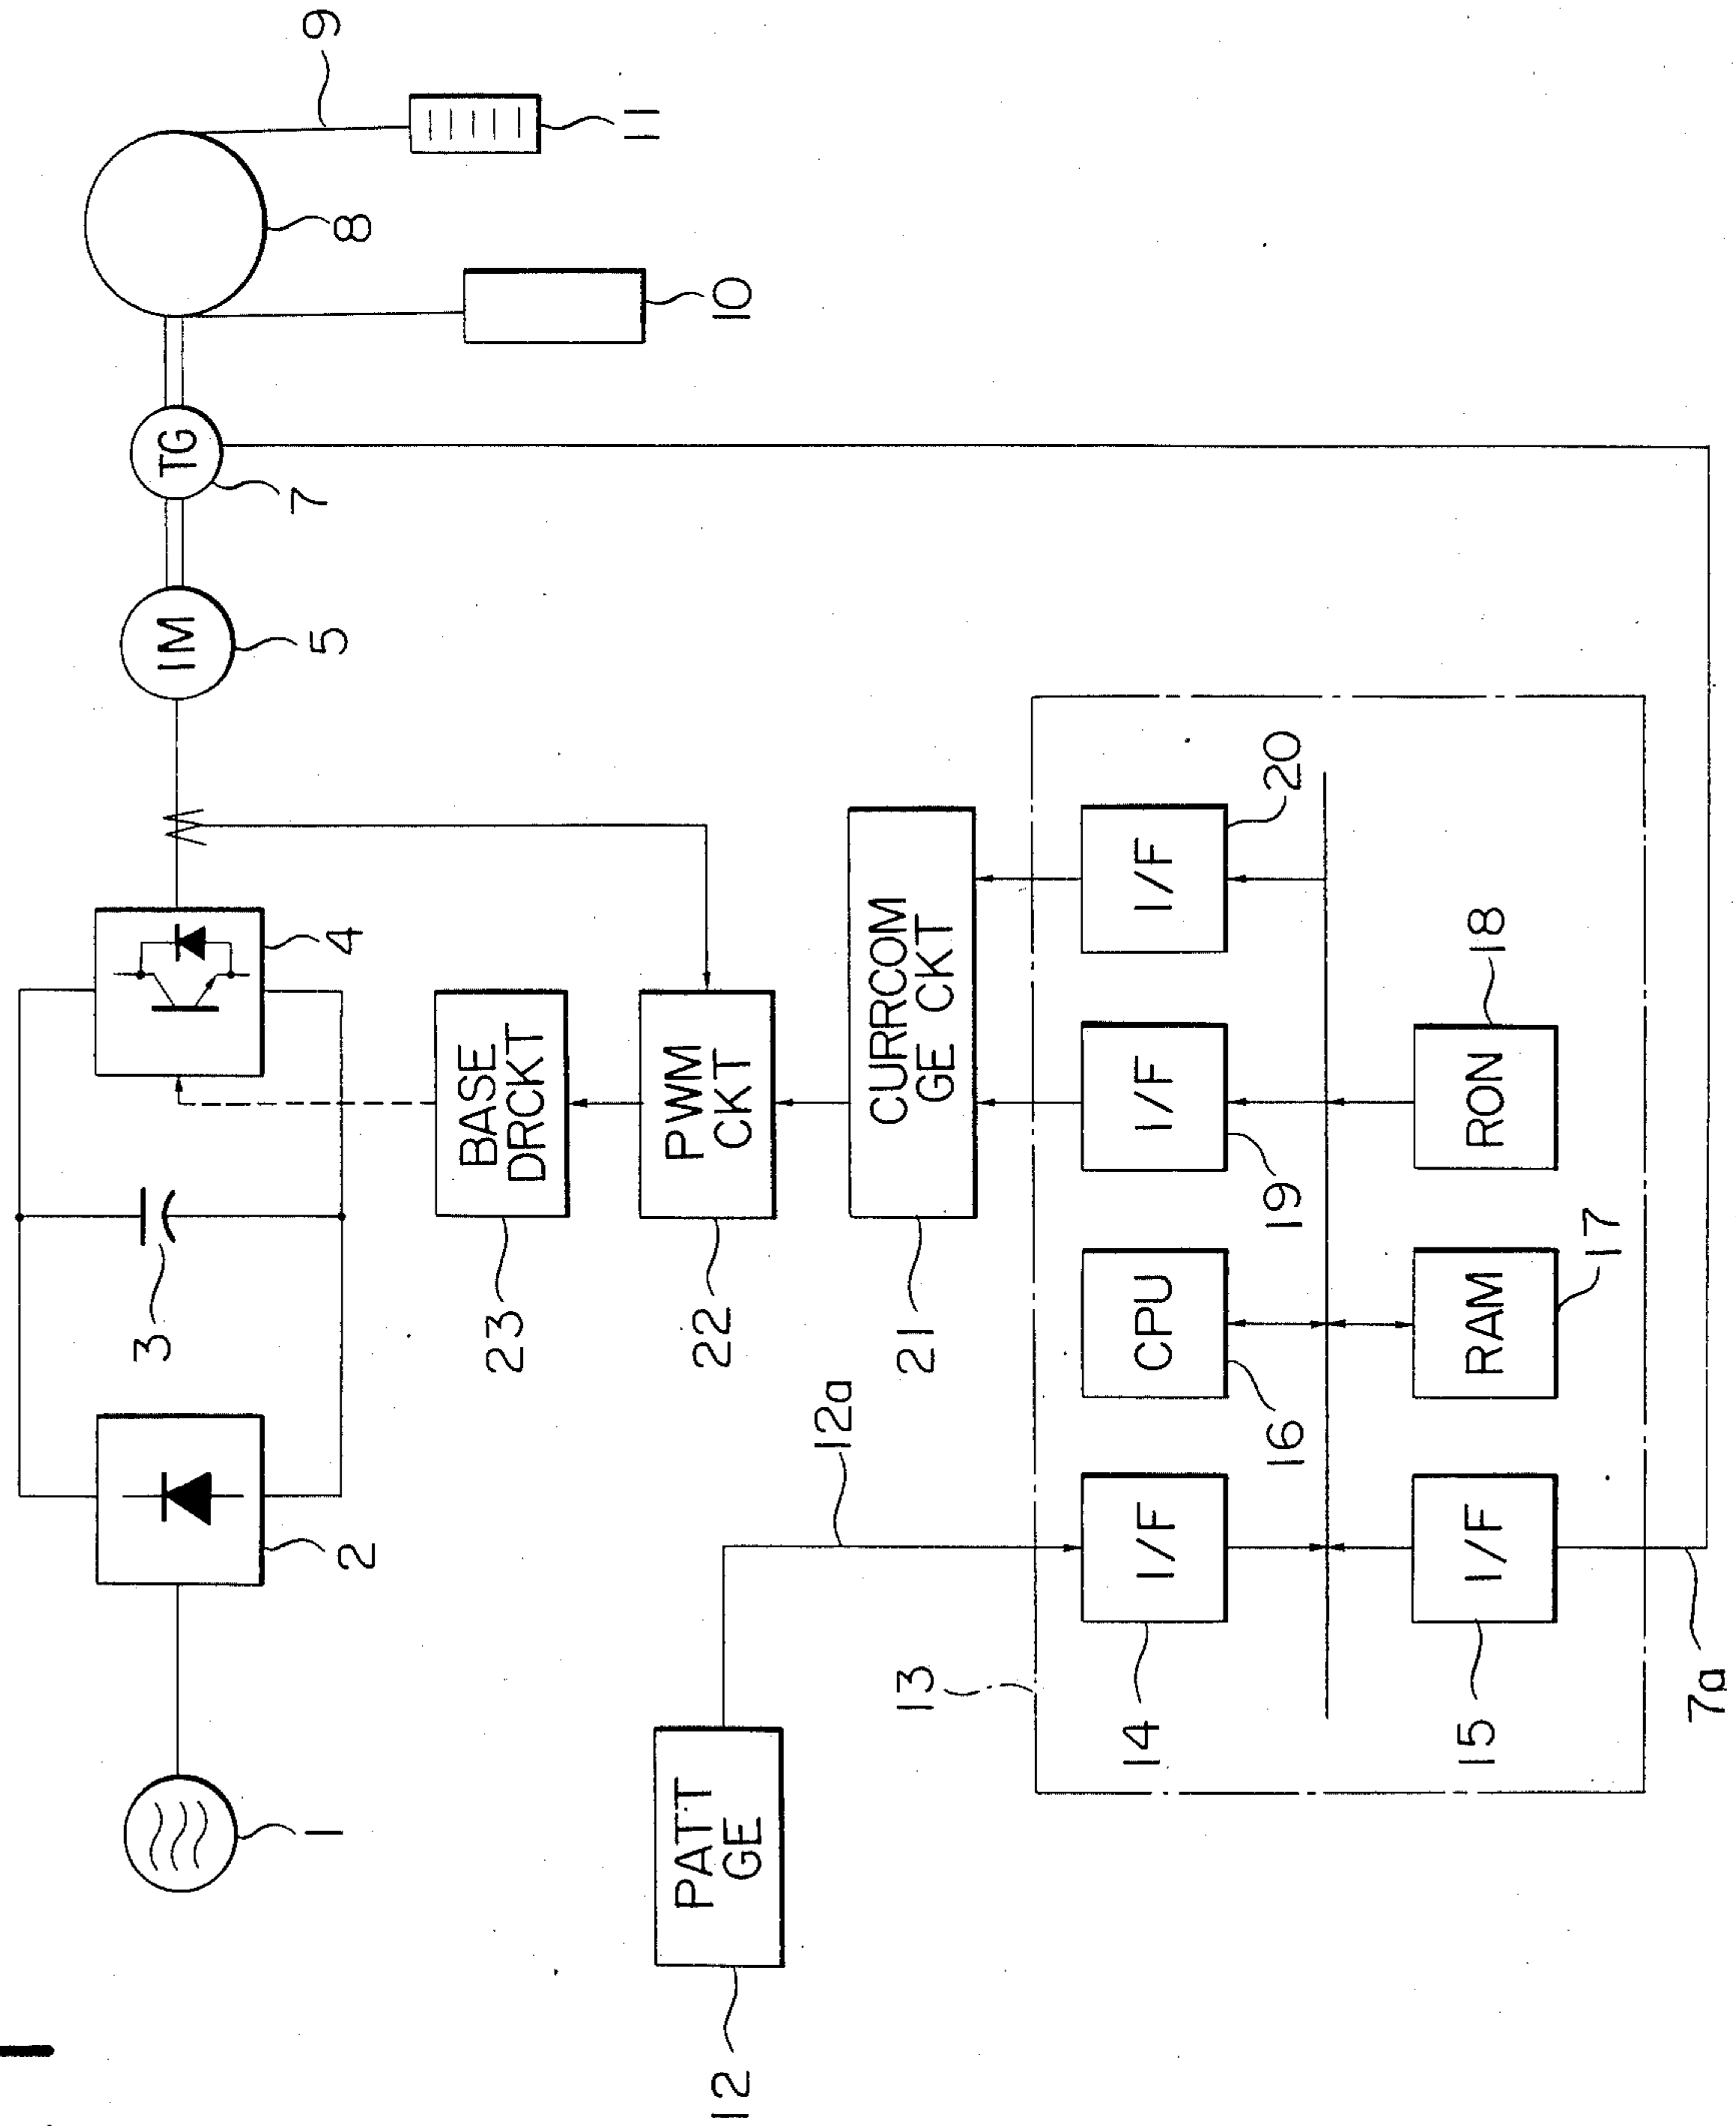 1
2
3
4
IM
5
TG
7
8
9
10
11
BASE
DRCKT
23
PWM
CKT
22
CURRCOM
GE CKT
21
PATT
GE
12
12a
13
I/F
14
CPU
16
I/F
19
I/F
20
I/F
15
RAM
17
RON
18
7a